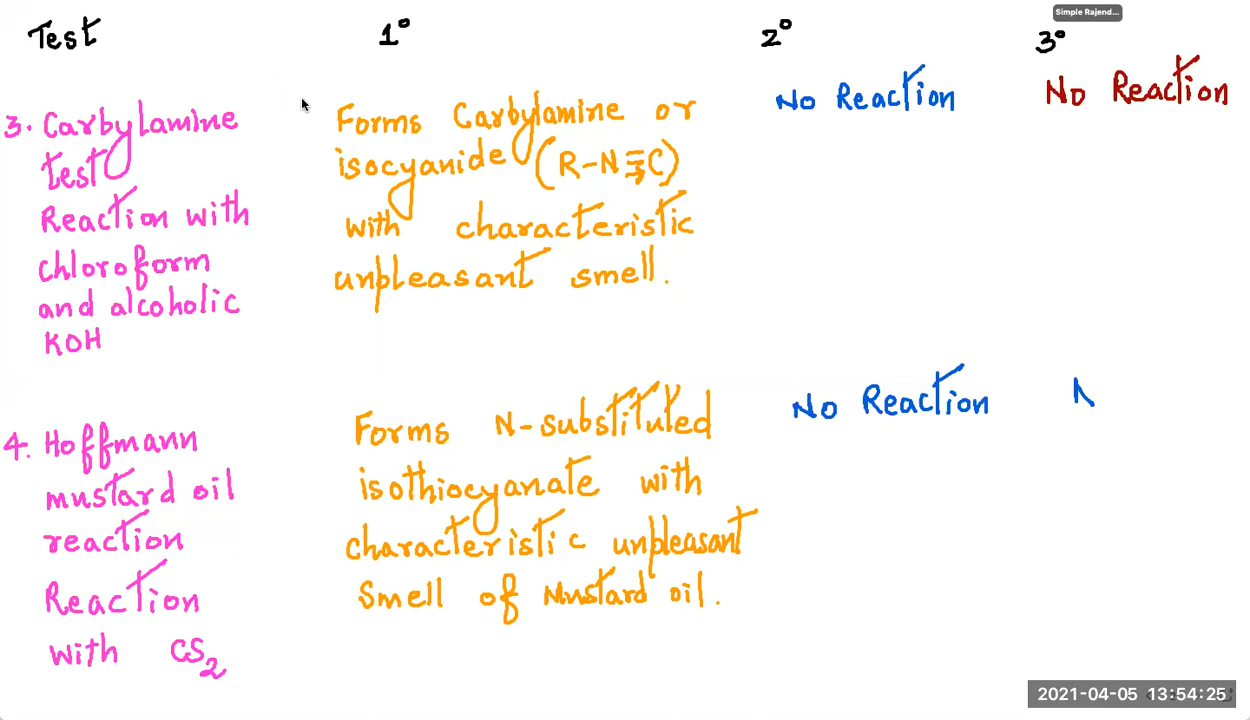 Simple Rajend...
Test 1° 2° 3°
3. Carbylamine
test
Reaction with
chloroform
and alcoholic
KOH
Forms Carbylamine or
isocyanide (R-N≡C)
with characteristic
unpleasant smell.
No Reaction
No Reaction
4. Hoffmann
mustard oil
reaction
Reaction
with CS2
Forms N-substituted
isothiocyanate with
characteristic unpleasant
smell of Mustard oil.
No Reaction
2021-04-05 13:54:25